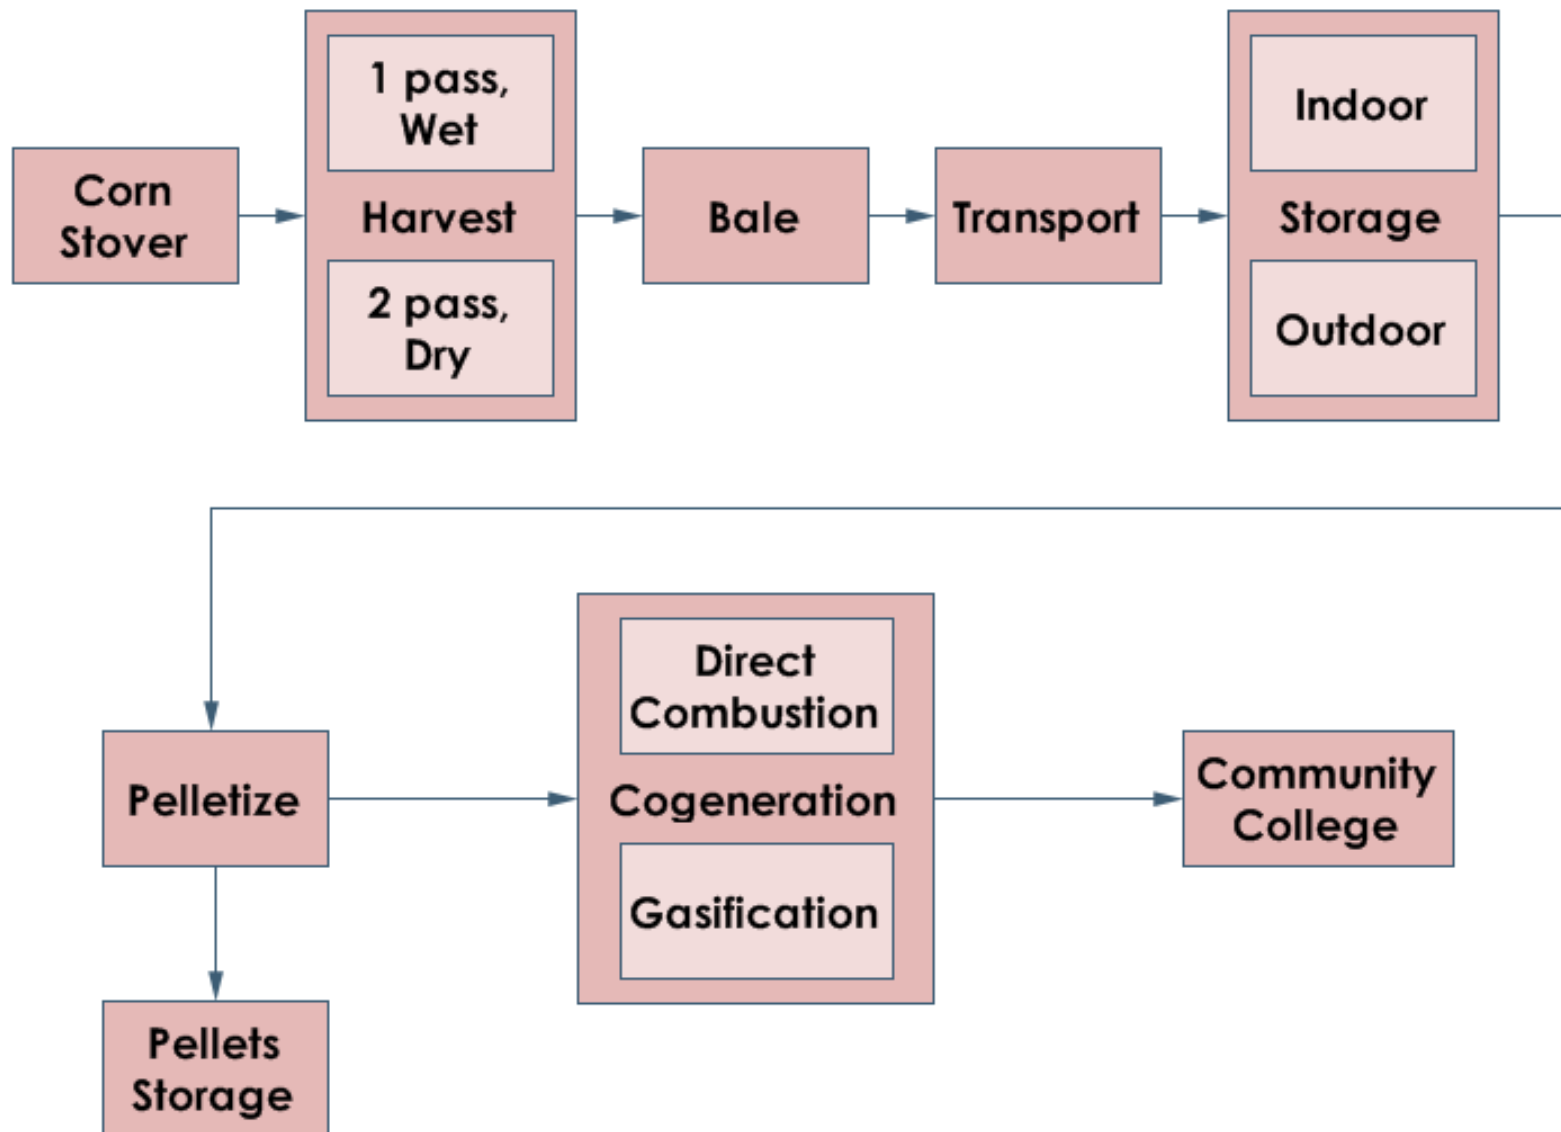 Corn
Stover
1 pass,
Wet
Harvest
2 pass,
Dry
Bale
Transport
Indoor
Storage
Outdoor
Pelletize
Pellets
Storage
Direct
Combustion
Cogeneration
Gasification
Community
College